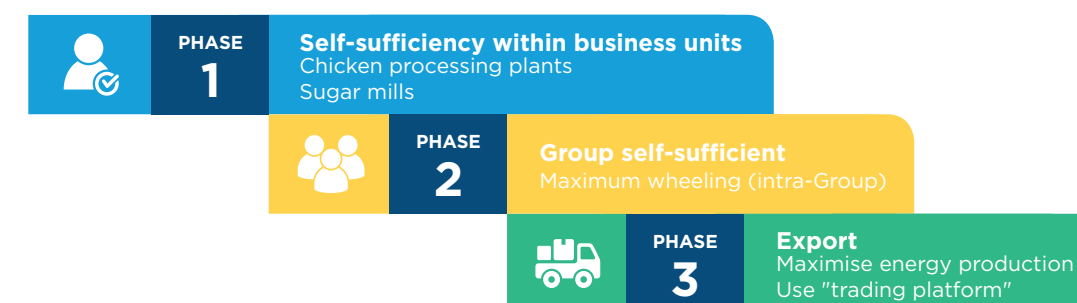 PHASE
1
Self-sufficiency within business units
Chicken processing plants
Sugar mills
PHASE
2
Group self-sufficient
Maximum wheeling (intra-Group)
PHASE
3
Export
Maximise energy production
Use "trading platform"